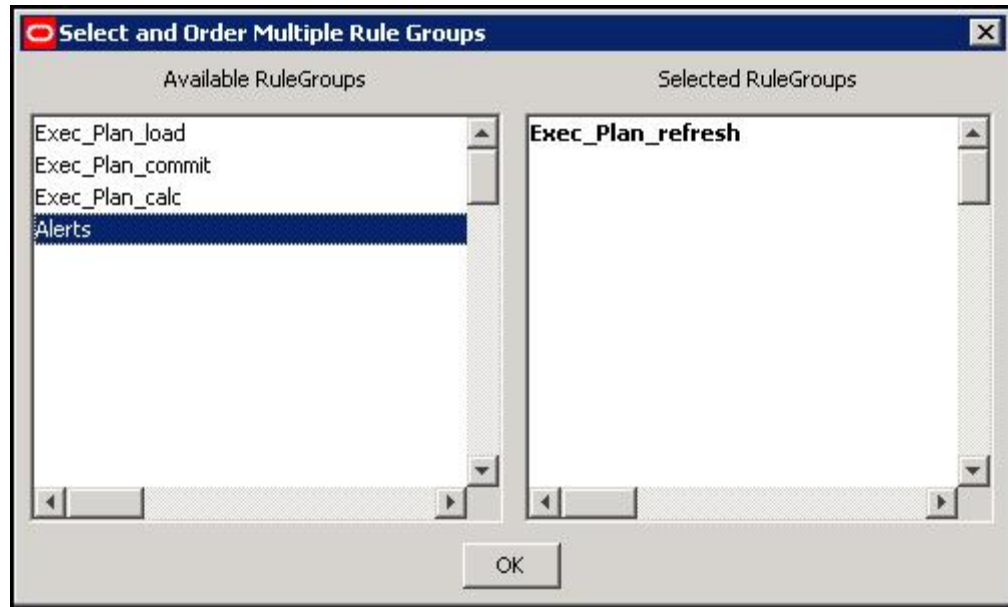 Select and Order Multiple Rule Groups
Available RuleGroups
Exec_Plan_load
Exec_Plan_commit
Exec_Plan_calc
Alerts
Selected RuleGroups
Exec_Plan_refresh
OK